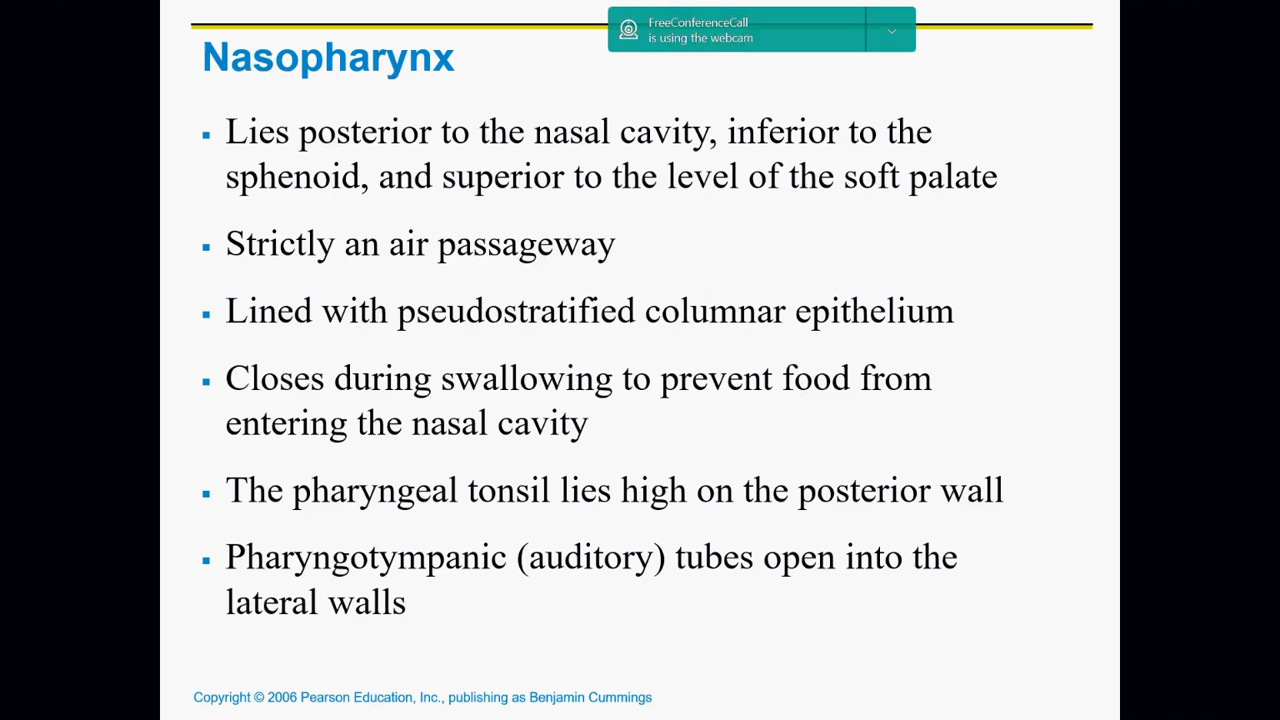 FreeConferenceCall
is using the webcam
Nasopharynx
▪ Lies posterior to the nasal cavity, inferior to the
sphenoid, and superior to the level of the soft palate
▪ Strictly an air passageway
▪ Lined with pseudostratified columnar epithelium
▪ Closes during swallowing to prevent food from
entering the nasal cavity
▪ The pharyngeal tonsil lies high on the posterior wall
▪ Pharyngotympanic (auditory) tubes open into the
lateral walls
Copyright © 2006 Pearson Education, Inc., publishing as Benjamin Cummings